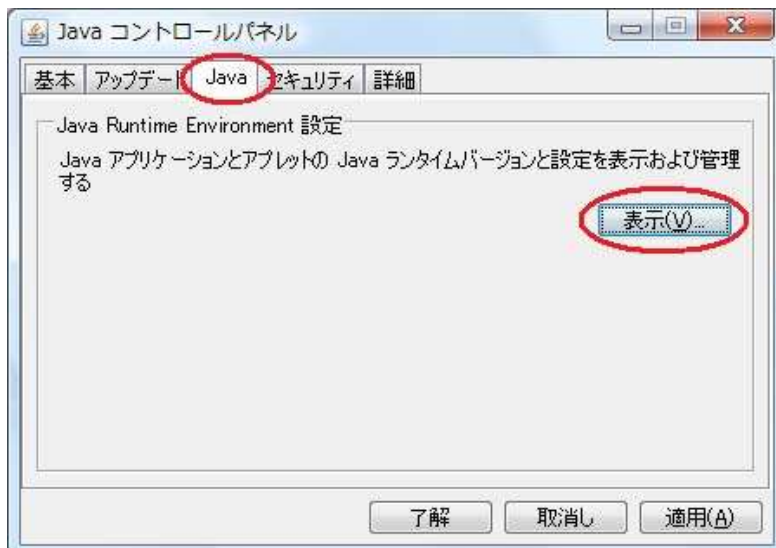 Java コントロールパネル
基本 アップデート Java セキュリティ 詳細
Java Runtime Environment 設定
Java アプリケーションとアプレットの Java ランタイムバージョンと設定を表示および管理
する
表示(V)...
了解 取消し 適用(A)